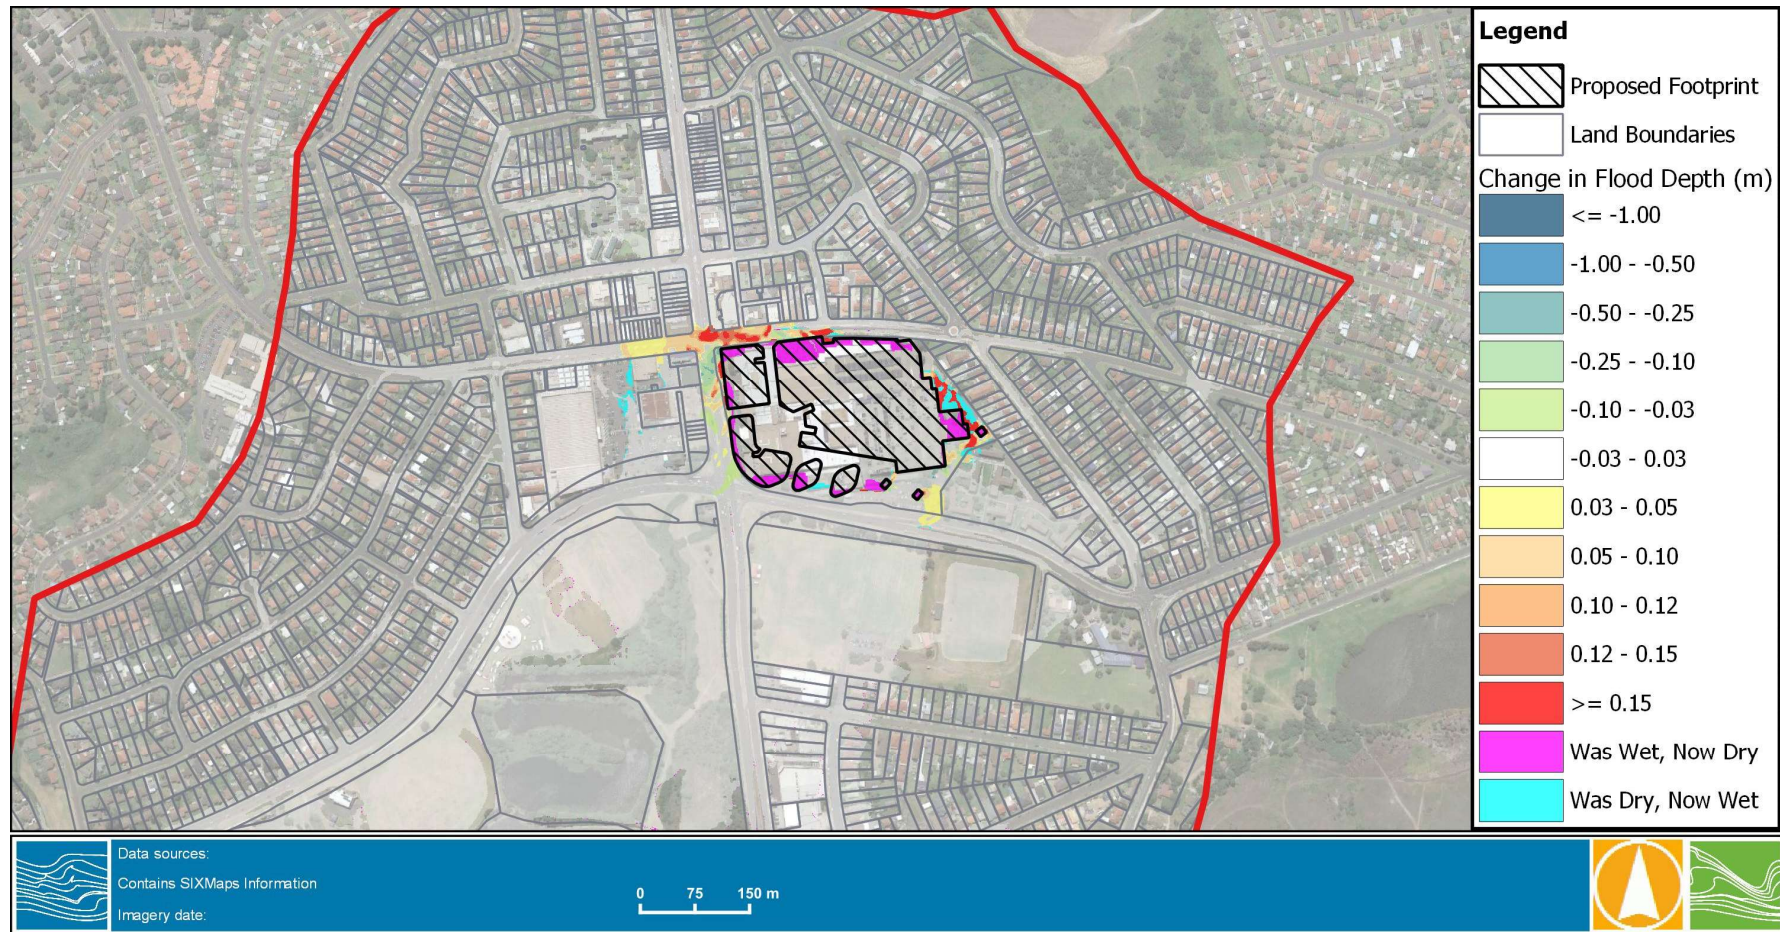 Legend
Proposed Footprint
Land Boundaries
Change in Flood Depth (m)
<= -1.00
-1.00 - -0.50
-0.50 - -0.25
-0.25 - -0.10
-0.10 - -0.03
-0.03 - 0.03
0.03 - 0.05
0.05 - 0.10
0.10 - 0.12
0.12 - 0.15
>= 0.15
Was Wet, Now Dry
Was Dry, Now Wet
Data sources:
Contains SIXMaps Information
Imagery date:
0 75 150 m